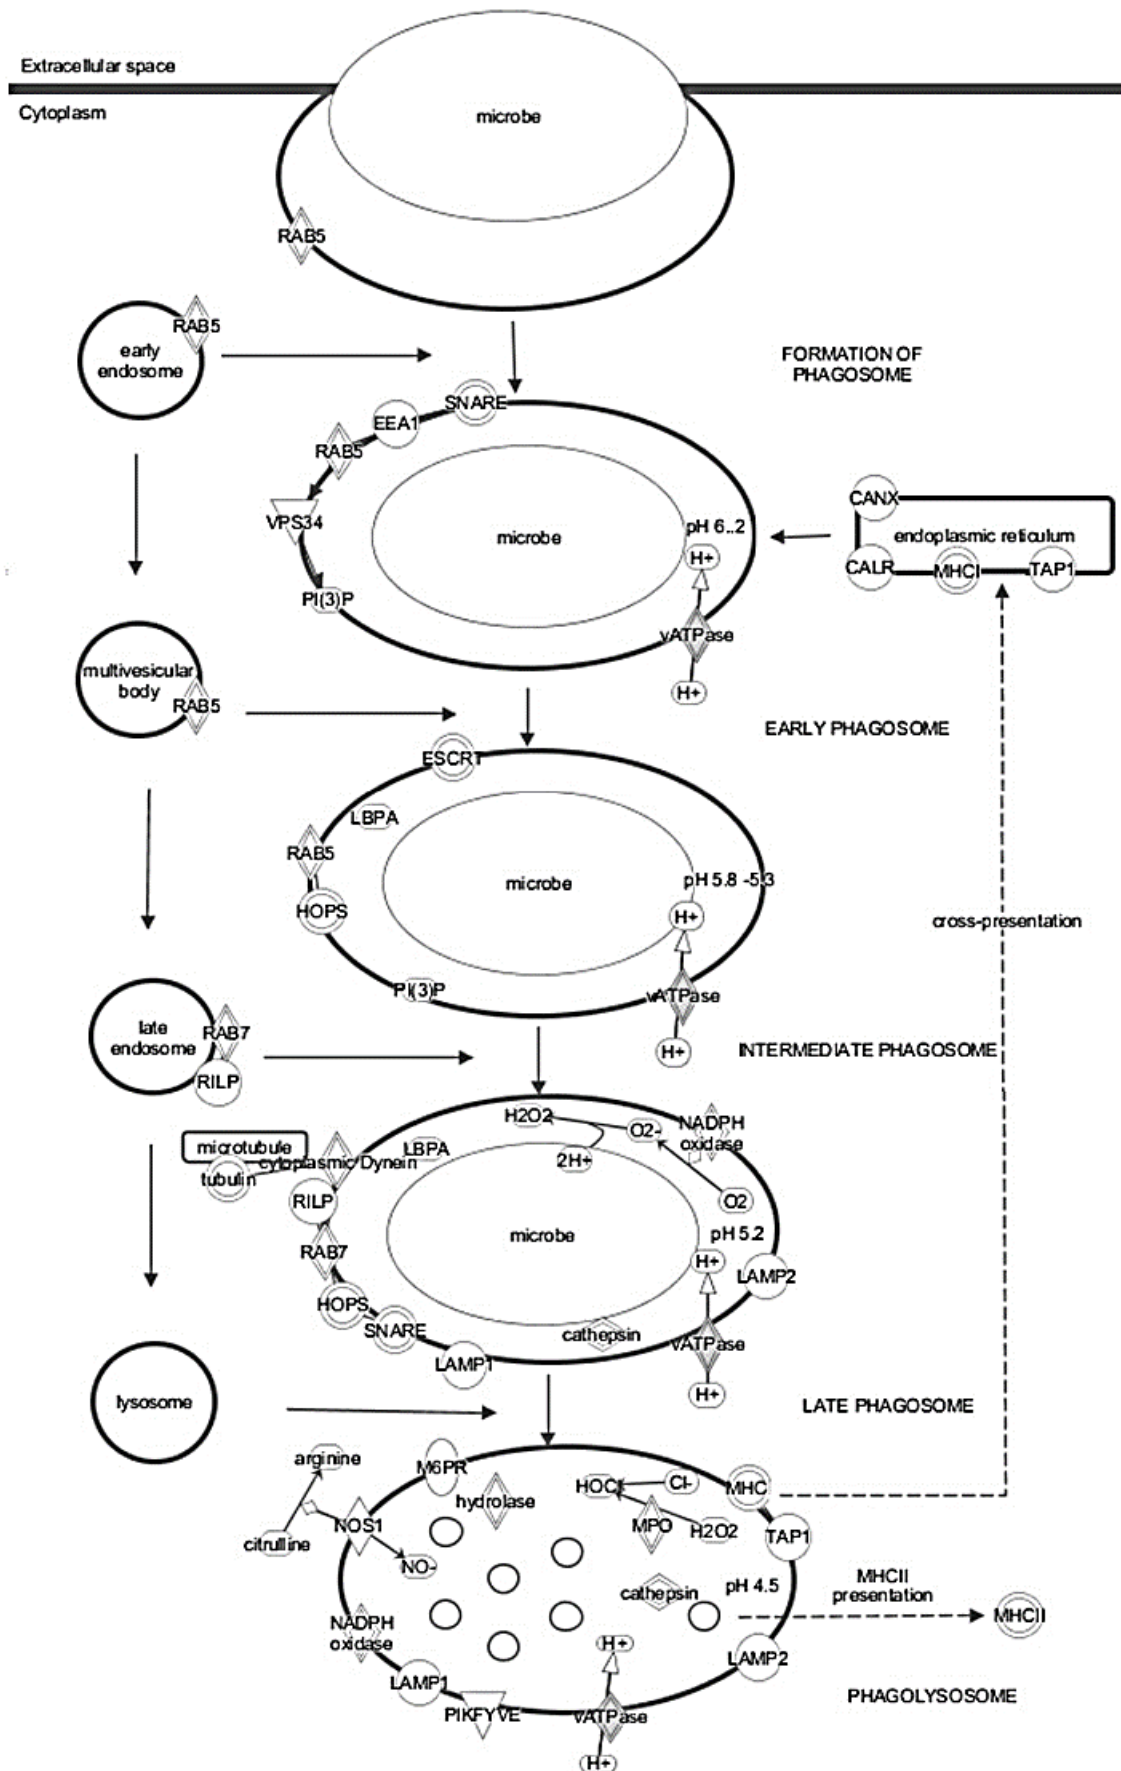 Extracellular space
Cytoplasm
microbe
RAB5
RAB5
early
endosome
FORMATION OF
PHAGOSOME
SNARE
EEA1
RAB5
VPS34
PI(3)P
microbe
pH 6..2
H+
vATPase
H+
CANX
endoplasmic reticulum
CALR
MHCI
TAP1
multivesicular
body
RAB5
EARLY PHAGOSOME
ESCRT
LBPA
RAB5
HOPS
microbe
pH 5.8 -5.3
H+
PI(3)P
vATPase
H+
cross-presentation
late
endosome
RAB7
RILP
INTERMEDIATE PHAGOSOME
H2O2
O2-
NADPH
oxidase
2H+
O2
microtubule
tubulin
cytoplasmic Dynein
LBPA
RILP
RAB7
HOPS
SNARE
LAMP1
microbe
pH 5.2
H+
LAMP2
cathepsin
vATPase
H+
lysosome
LATE PHAGOSOME
arginine
citrulline
NOS1
NO-
M6PR
hydrolase
HOCl
Cl-
MPO
H2O2
MHC
TAP1
cathepsin
pH 4.5
MHCII
presentation
MHCII
NADPH
oxidase
LAMP1
PIKFYVE
H+
vATPase
H+
LAMP2
PHAGOLYSOSOME